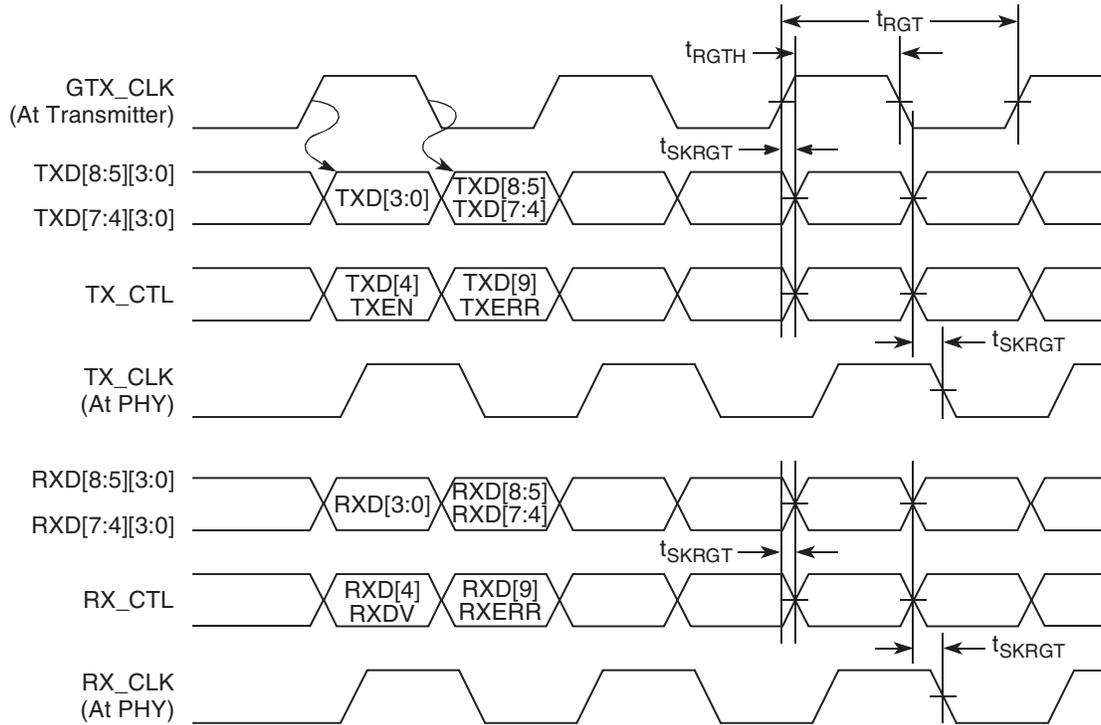 tRGT
tRGTH
GTX_CLK
(At Transmitter)
tSKRGT
TXD[8:5][3:0]
TXD[7:4][3:0]
TXD[3:0]
TXD[8:5]
TXD[7:4]
TX_CTL
TXD[4]
TXEN
TXD[9]
TXERR
tSKRGT
TX_CLK
(At PHY)
RXD[8:5][3:0]
RXD[7:4][3:0]
RXD[3:0]
RXD[8:5]
RXD[7:4]
tSKRGT
RX_CTL
RXD[4]
RXDV
RXD[9]
RXERR
tSKRGT
RX_CLK
(At PHY)